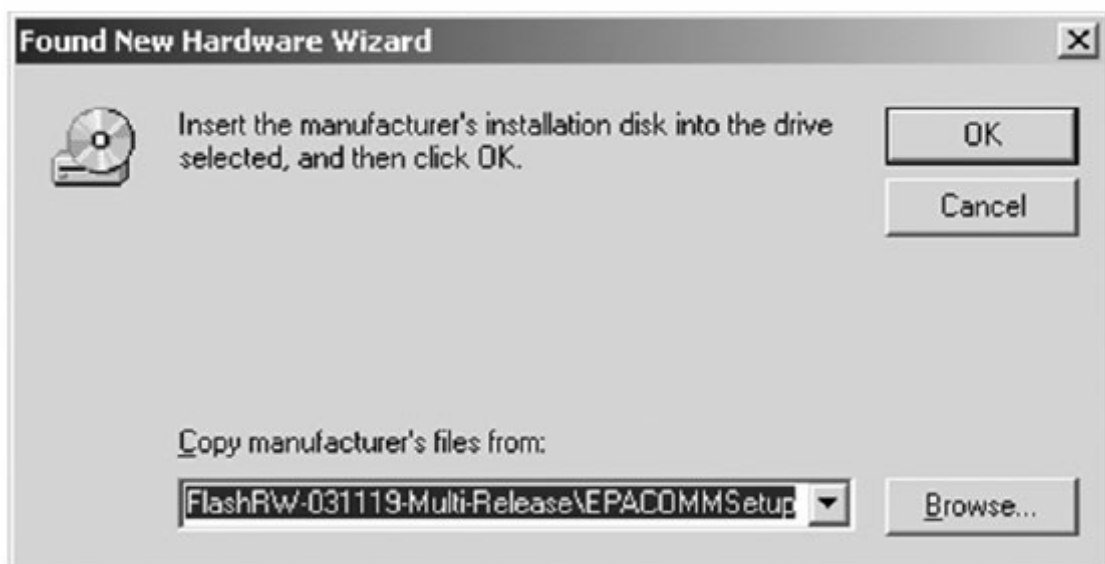 Found New Hardware Wizard
Insert the manufacturer's installation disk into the drive
selected, and then click OK.
OK
Cancel
Copy manufacturer's files from:
FlashRW-031119-Multi-Release\EPACOMMSetup
Browse...